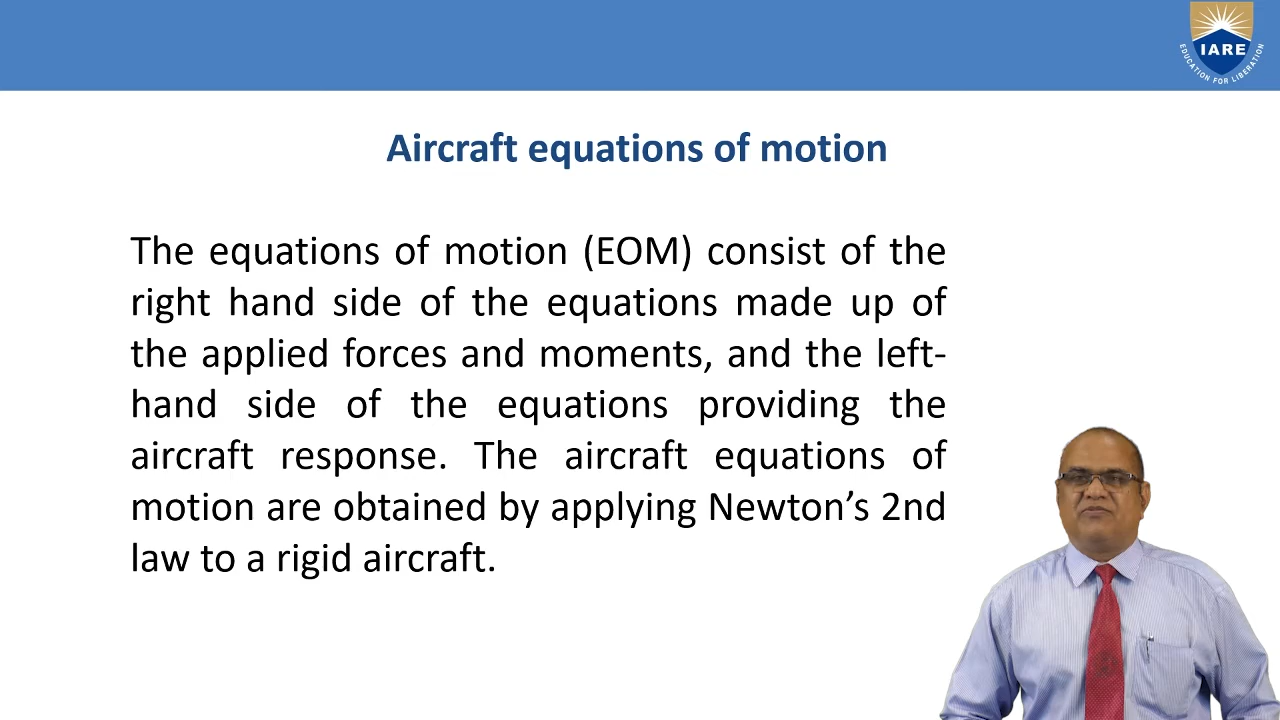 IARE
EDUCATION FOR LIBERATION
Aircraft equations of motion
The equations of motion (EOM) consist of the
right hand side of the equations made up of
the applied forces and moments, and the left-
hand side of the equations providing the
aircraft response. The aircraft equations of
motion are obtained by applying Newton’s 2nd
law to a rigid aircraft.